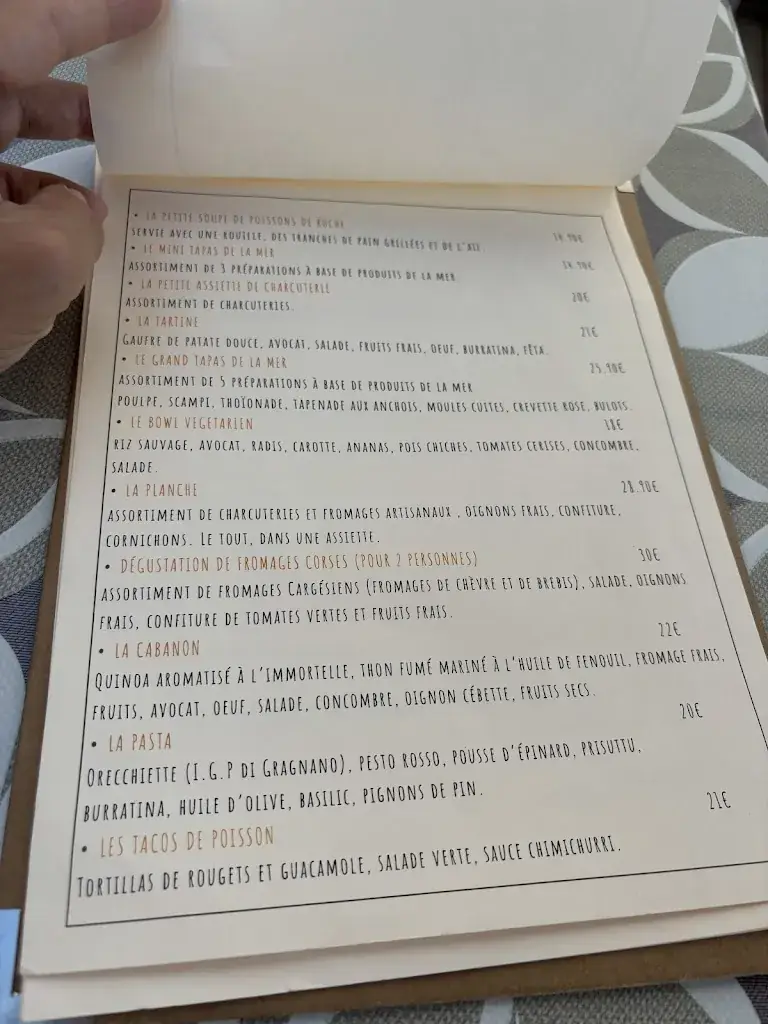 • La petite soupe de poissons de roche
Servie avec une rouille, des tranches de pain grillées et de l'ail. 14.90€
• Le mini tapas de la mer
Assortiment de 3 préparations à base de produits de la mer. 14.90€
• La petite assiette de charcuterie
Assortiment de charcuteries. 20€
• La tartine 21€
Gaufre de patate douce, avocat, salade, fruits frais, oeuf, burratina, fêta.
• Le grand tapas de la mer 25.90€
Assortiment de 5 préparations à base de produits de la mer
Poulpe, scampi, thoïonade, tapenade aux anchois, moules cuites, crevette rose, bulots.
• Le bowl vegetarien 18€
Riz sauvage, avocat, radis, carotte, ananas, pois chiches, tomates cerises, concombre,
salade.
• La planche 28.90€
Assortiment de charcuteries et fromages artisanaux , oignons frais, confiture,
cornichons. Le tout, dans une assiette.
• Dégustation de fromages corses (pour 2 personnes) 30€
Assortiment de fromages Cargésiens (fromages de chèvre et de brebis), salade, oignons
frais, confiture de tomates vertes et fruits frais.
• La cabanon 22€
Quinoa aromatisé à l'immortelle, thon fumé mariné à l'huile de fenouil, fromage frais,
fruits, avocat, oeuf, salade, concombre, oignon cébette, fruits secs.
• La pasta 20€
Orecchiette (I.G.P di Gragnano), pesto rosso, pousse d'épinard, prisuttu,
burratina, huile d'olive, basilic, pignons de pin.
• Les tacos de poisson 21€
Tortillas de rougets et guacamole, salade verte, sauce chimichurri.